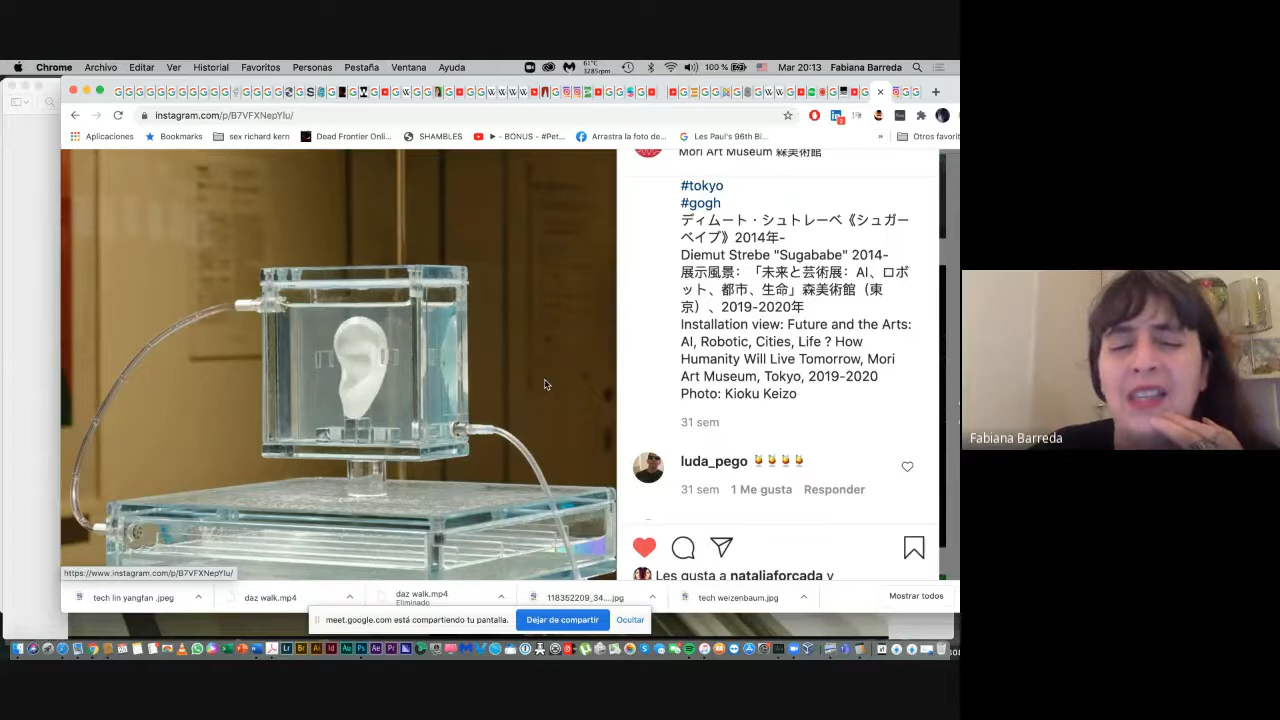 Chrome Archivo Editar Ver Historial Favoritos Personas Pestaña Ventana Ayuda
61°C
3285rpm
100 % Mar 20:13 Fabiana Barreda
instagram.com/p/B7VFXNepYlu/
Aplicaciones Bookmarks sex richard kern Dead Frontier Onli... SHAMBLES ► - BONUS - #Pet... Arrastra la foto de... Les Paul's 96th Bi... » Otros favorit
Mori Art Museum 森美術館
#tokyo
#gogh
ディムート・シュトレーベ《シュガー
ベイブ》2014年-
Diemut Strebe "Sugababe" 2014-
展示風景：「未来と芸術展：AI、ロボ
ット、都市、生命」森美術館（東
京）、2019-2020年
Installation view: Future and the Arts:
AI, Robotic, Cities, Life ? How
Humanity Will Live Tomorrow, Mori
Art Museum, Tokyo, 2019-2020
Photo: Kioku Keizo
31 sem
luda_pego
31 sem 1 Me gusta Responder
Les gusta a nataliaforcada y
https://www.instagram.com/p/B7VFXNepYlu/
tech lin yangfan .jpeg
daz walk.mp4
daz walk.mp4
Eliminado
118352209_34....jpg
tech weizenbaum.jpg
Mostrar todos
meet.google.com está compartiendo tu pantalla. Dejar de compartir Ocultar
Fabiana Barreda